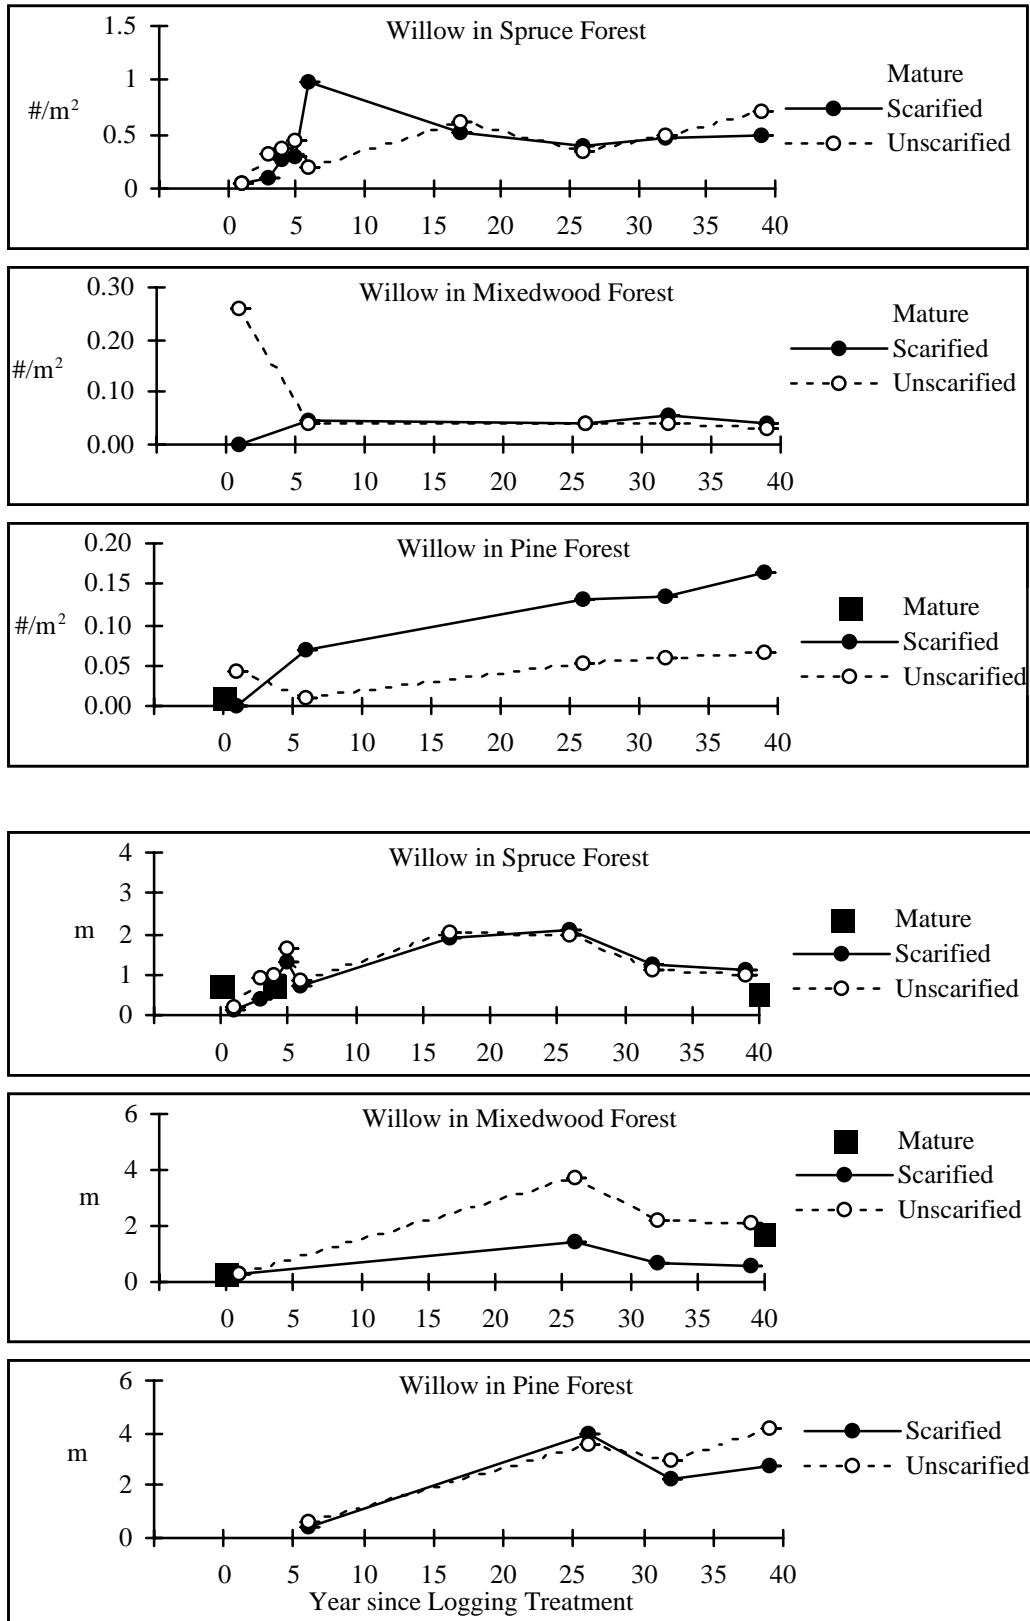 Willow in Spruce Forest
1.5
1
0.5
0
#/m²
Mature
Scarified
Unscarified
0 5 10 15 20 25 30 35 40
Willow in Mixedwood Forest
0.30
0.20
0.10
0.00
#/m²
Mature
Scarified
Unscarified
0 5 10 15 20 25 30 35 40
Willow in Pine Forest
0.20
0.15
0.10
0.05
0.00
#/m²
Mature
Scarified
Unscarified
0 5 10 15 20 25 30 35 40
Willow in Spruce Forest
4
3
2
1
0
m
Mature
Scarified
Unscarified
0 5 10 15 20 25 30 35 40
Willow in Mixedwood Forest
6
4
2
0
m
Mature
Scarified
Unscarified
0 5 10 15 20 25 30 35 40
Willow in Pine Forest
6
4
2
0
m
Scarified
Unscarified
0 5 10 15 20 25 30 35 40
Year since Logging Treatment